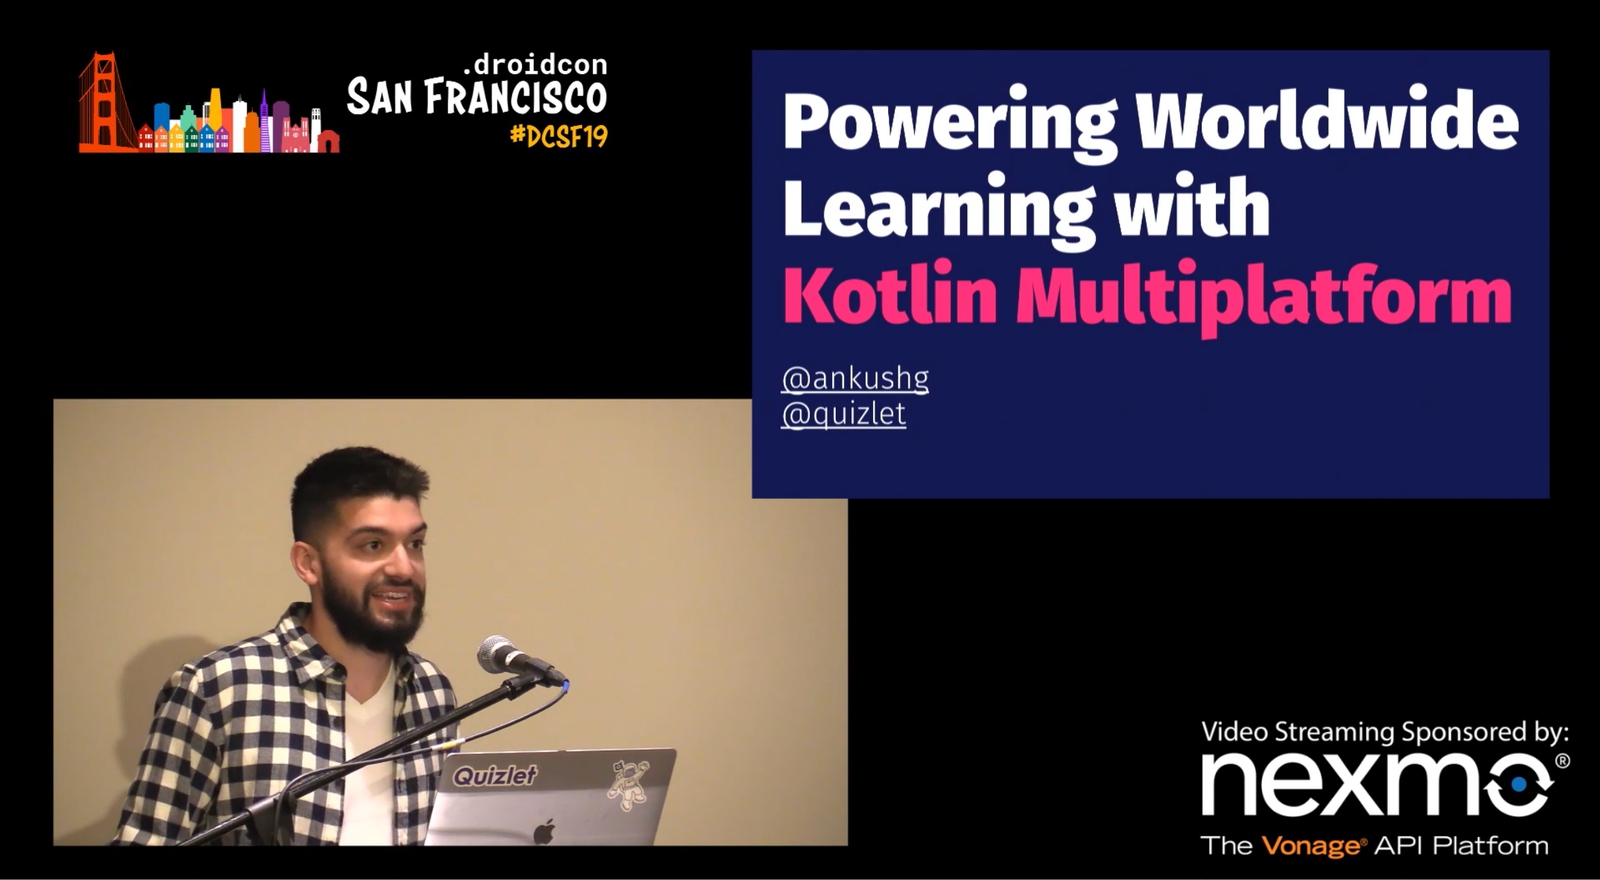 .droidcon
SAN FRANCISCO
#DCSF19
Powering Worldwide
Learning with
Kotlin Multiplatform
@ankushg
@quizlet
Quizlet
Video Streaming Sponsored by:
nexmo®
The Vonage® API Platform